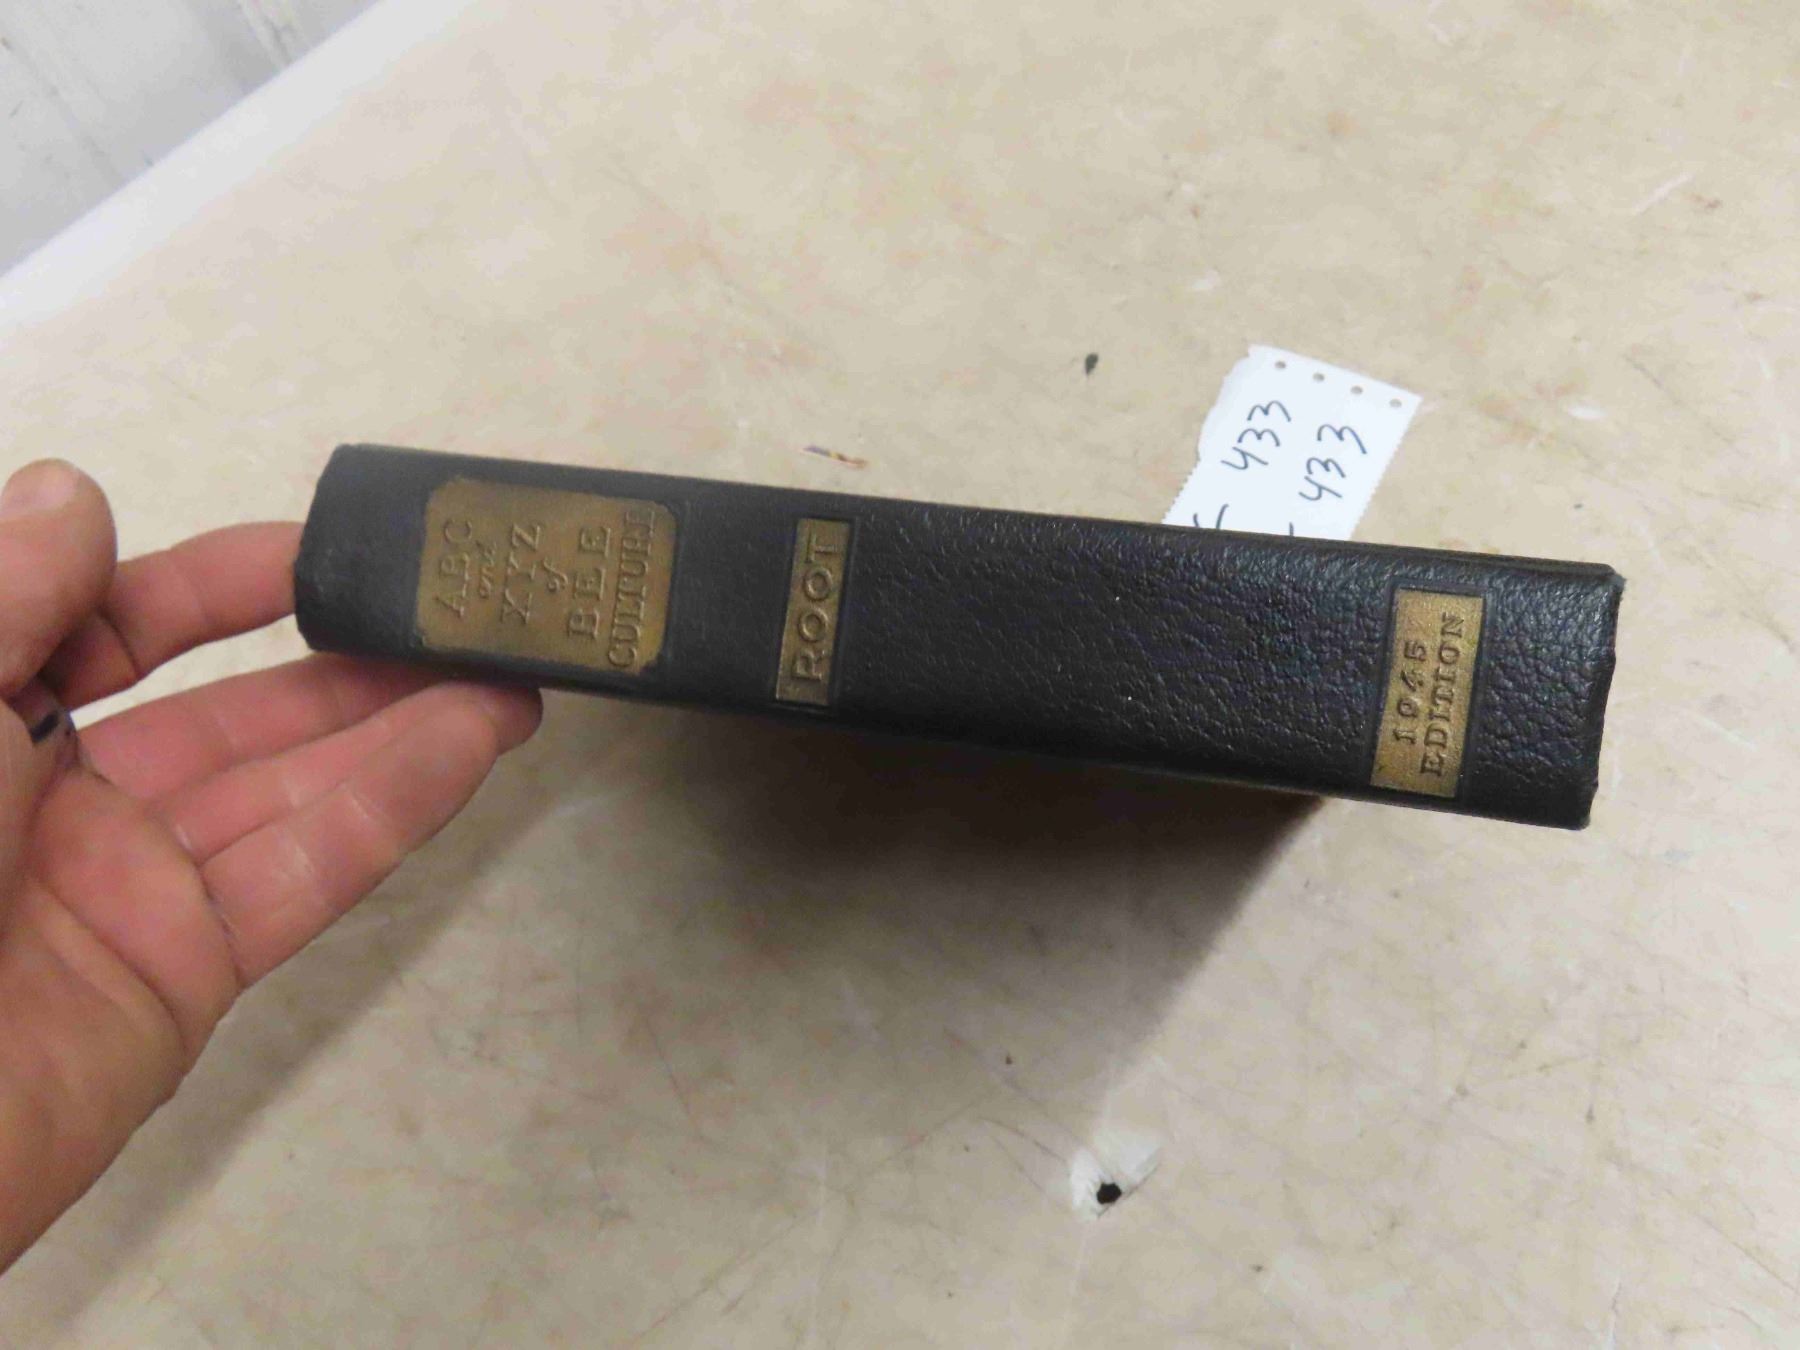 ABC
and
XYZ
of
BEE
CULTURE
ROOT
1945
EDITION
433
433